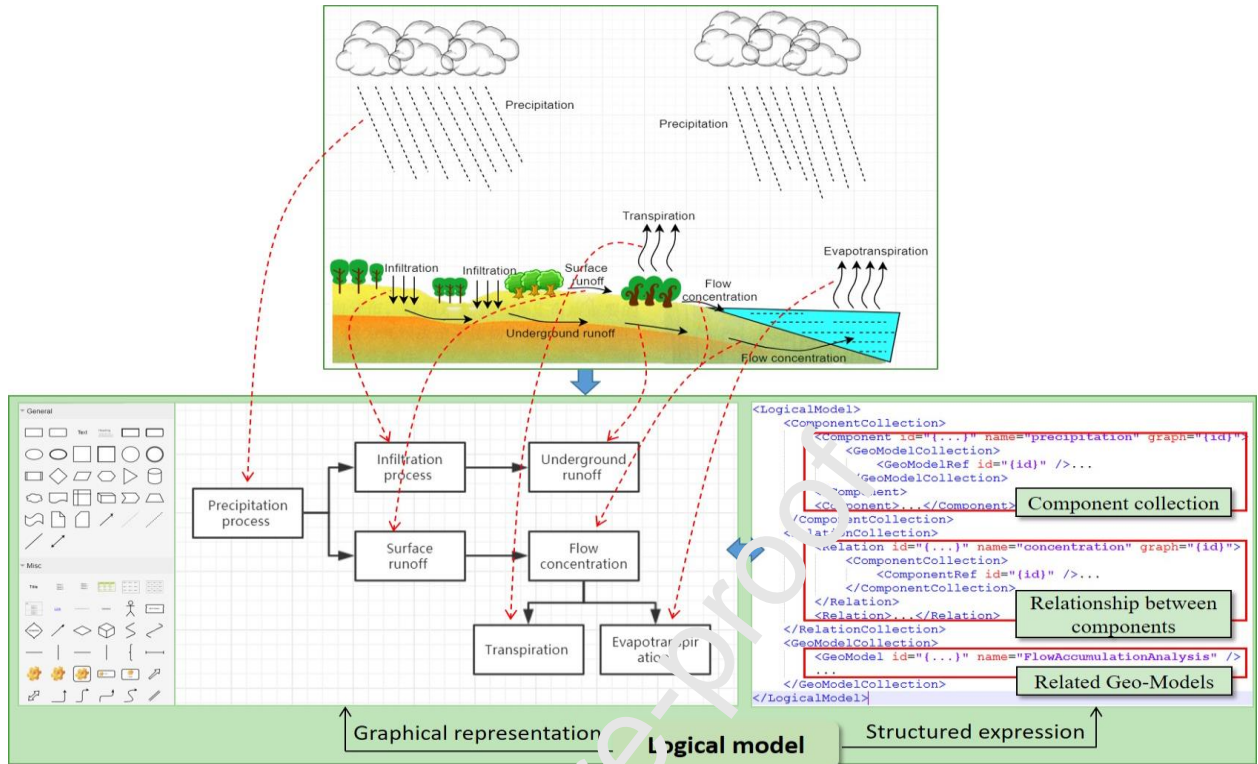 Precipitation
Precipitation
Transpiration
Evapotranspiration
Infiltration
Infiltration
Surface
runoff
Flow
concentration
Underground runoff
Flow concentration
General
Text
Misc
Title
Precipitation
process
Infiltration
process
Underground
runoff
Surface
runoff
Flow
concentration
Transpiration
Evapotranspir
ation
<LogicalModel>
<ComponentCollection>
<Component id="{...}" name="precipitation" graph="{id}">
<GeoModelCollection>
<GeoModelRef id="{id}" />...
</GeoModelCollection>
<Component>
<Component>...</Component>
Component collection
</ComponentCollection>
<RelationCollection>
<Relation id="{...}" name="concentration" graph="{id}">
<ComponentCollection>
<ComponentRef id="{id}" />...
</ComponentCollection>
</Relation>
<Relation>...</Relation>
Relationship between
components
</RelationCollection>
<GeoModelCollection>
<GeoModel id="{...}" name="FlowAccumulationAnalysis" />
...
</GeoModelCollection>
Related Geo-Models
</LogicalModel>
Graphical representation
Logical model
Structured expression